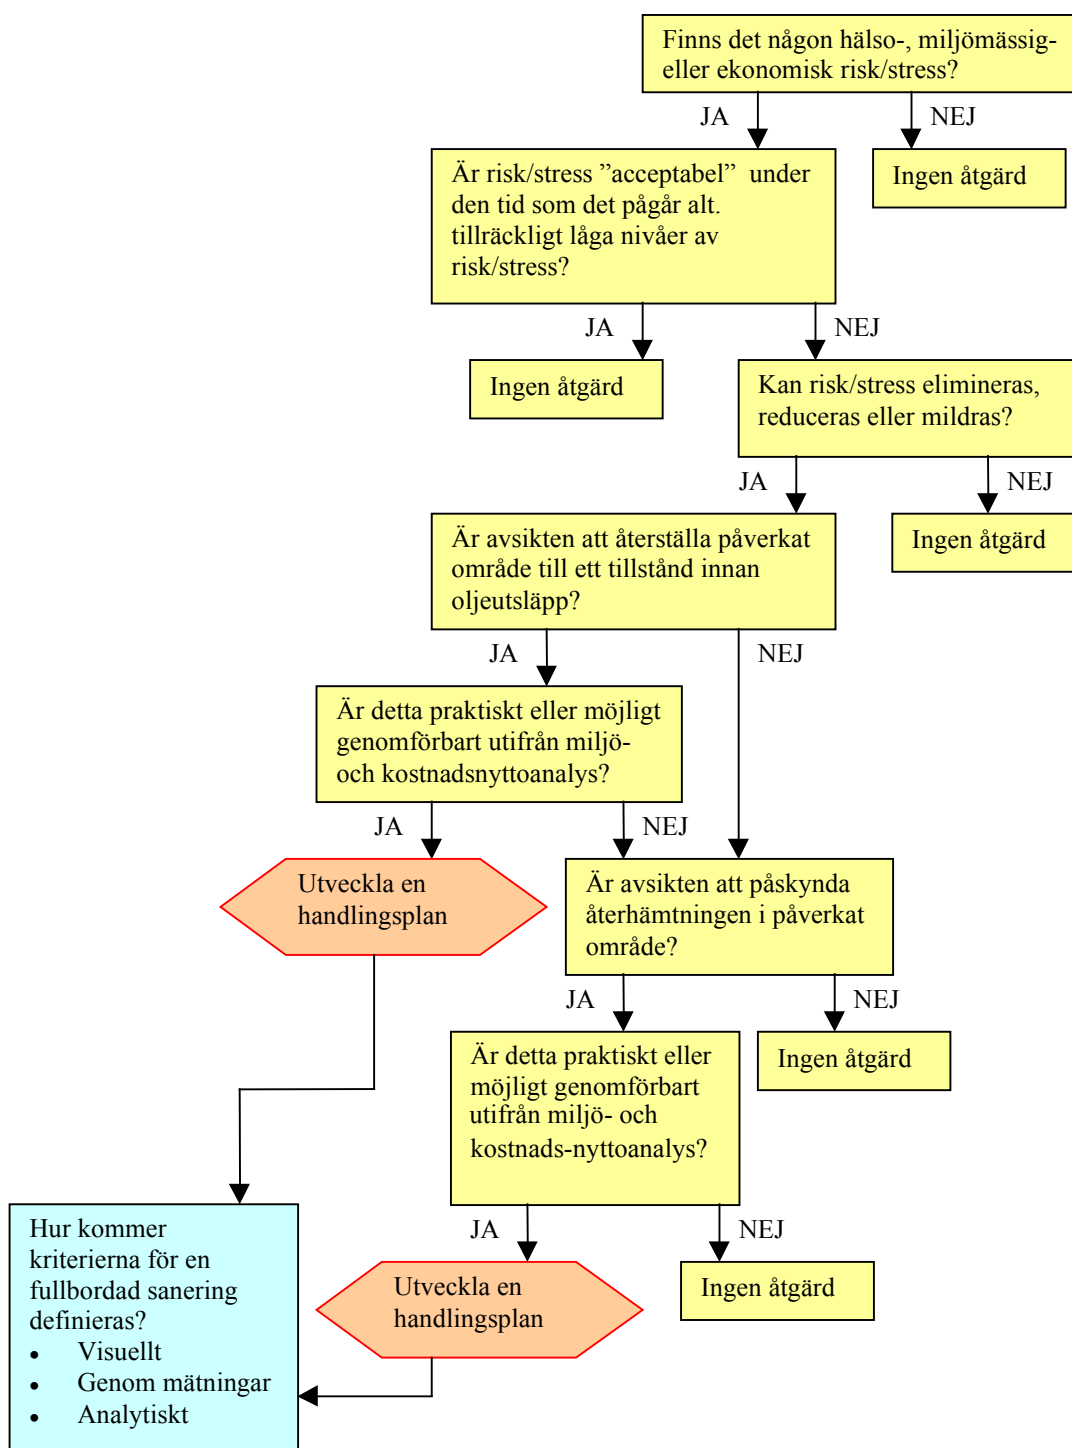 Finns det någon hälso-, miljömässig-
eller ekonomisk risk/stress?
JA
NEJ
Är risk/stress ”acceptabel” under
den tid som det pågår alt.
tillräckligt låga nivåer av
risk/stress?
Ingen åtgärd
JA
NEJ
Ingen åtgärd
Kan risk/stress elimineras,
reduceras eller mildras?
JA
NEJ
Är avsikten att återställa påverkat
område till ett tillstånd innan
oljeutsläpp?
Ingen åtgärd
JA
NEJ
Är detta praktiskt eller möjligt
genomförbart utifrån miljö-
och kostnadsnyttoanalys?
JA
NEJ
Utveckla en
handlingsplan
Är avsikten att påskynda
återhämtningen i påverkat
område?
JA
NEJ
Är detta praktiskt eller
möjligt genomförbart
utifrån miljö- och
kostnads-nyttoanalys?
Ingen åtgärd
JA
NEJ
Hur kommer
kriterierna för en
fullbordad sanering
definieras?
• Visuellt
• Genom mätningar
• Analytiskt
Utveckla en
handlingsplan
Ingen åtgärd